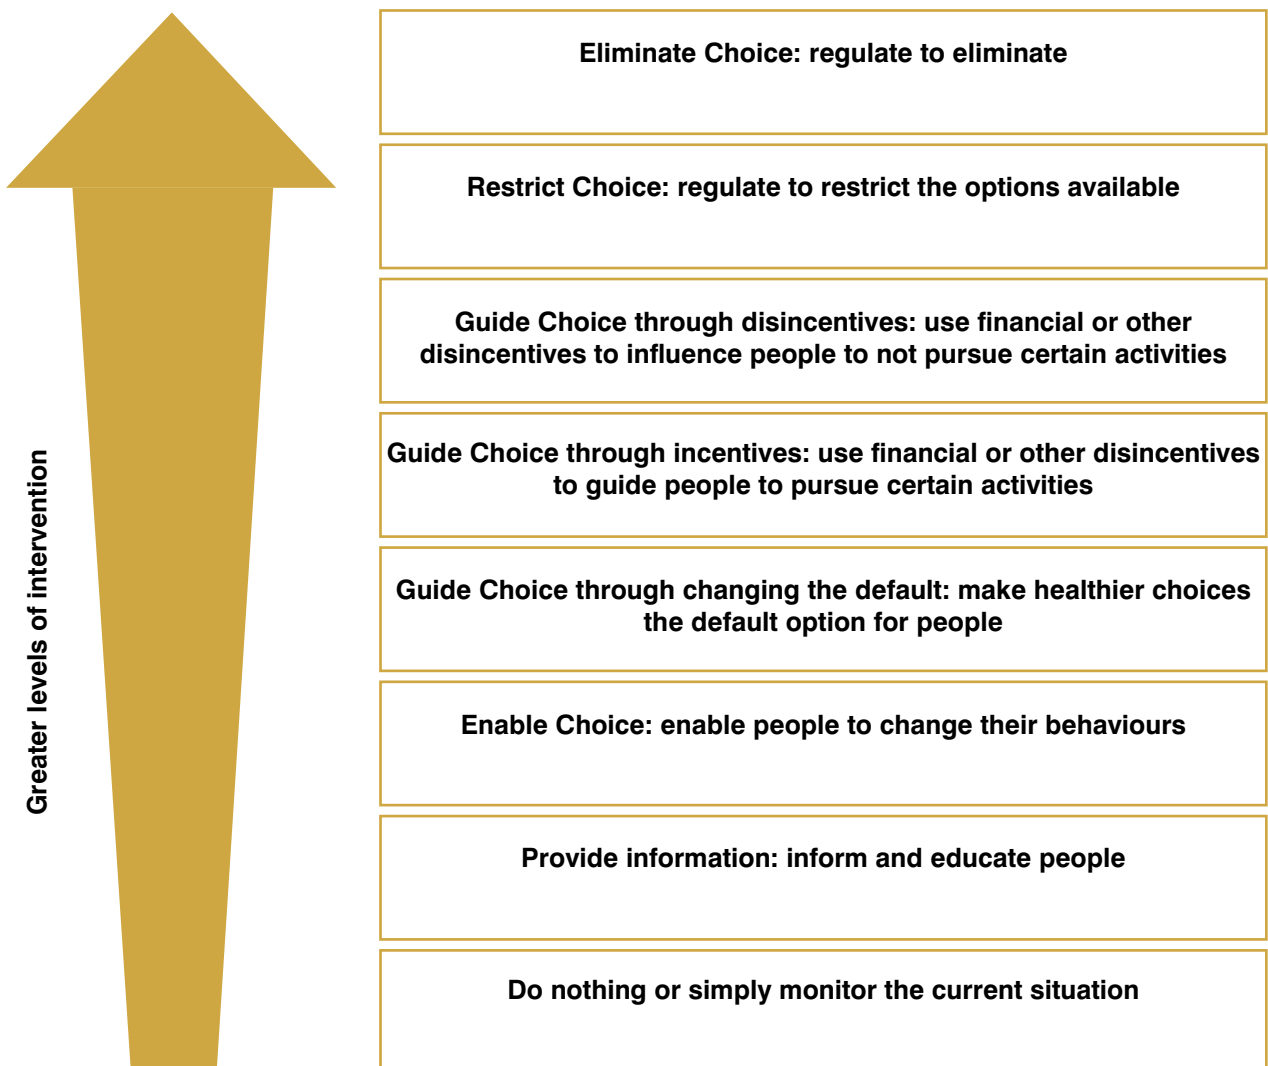 Eliminate Choice: regulate to eliminate
Restrict Choice: regulate to restrict the options available
Guide Choice through disincentives: use financial or other
disincentives to influence people to not pursue certain activities
Guide Choice through incentives: use financial or other disincentives
to guide people to pursue certain activities
Guide Choice through changing the default: make healthier choices
the default option for people
Enable Choice: enable people to change their behaviours
Provide information: inform and educate people
Do nothing or simply monitor the current situation
Greater levels of intervention